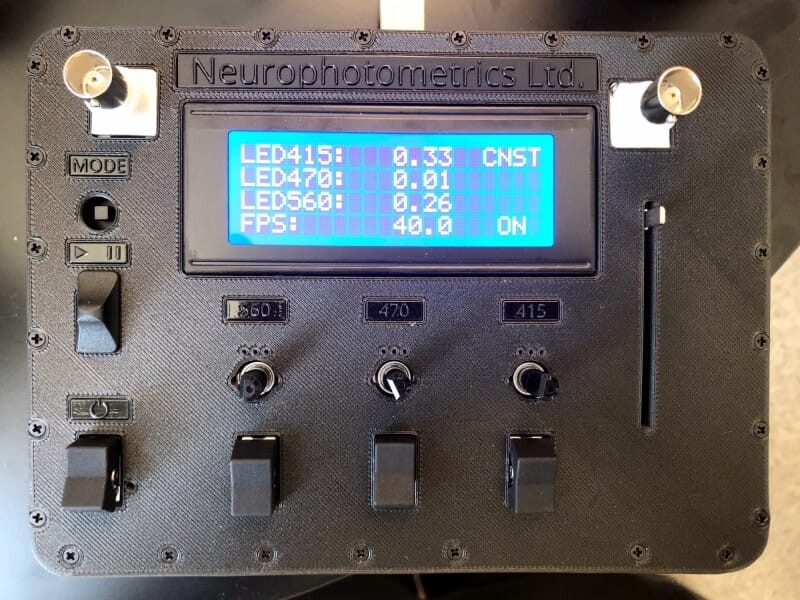 Neurophotometrics Ltd.
LED415: 0.33 CNST
LED470: 0.01
LED560: 0.26
FPS: 40.0 ON
MODE
560 470 415